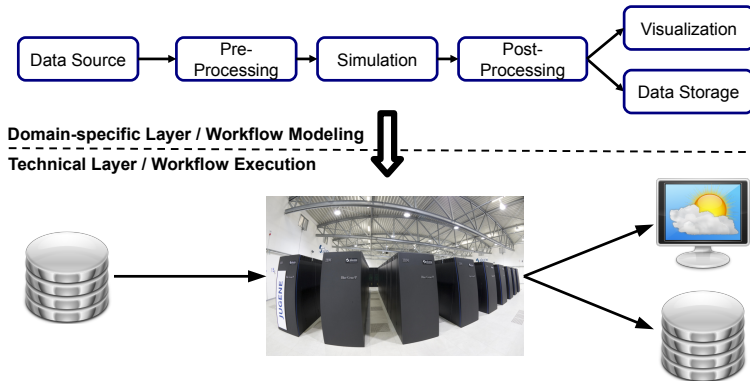 Data Source
Pre-
Processing
Simulation
Post-
Processing
Visualization
Data Storage
Domain-specific Layer / Workflow Modeling
Technical Layer / Workflow Execution
JUGENE